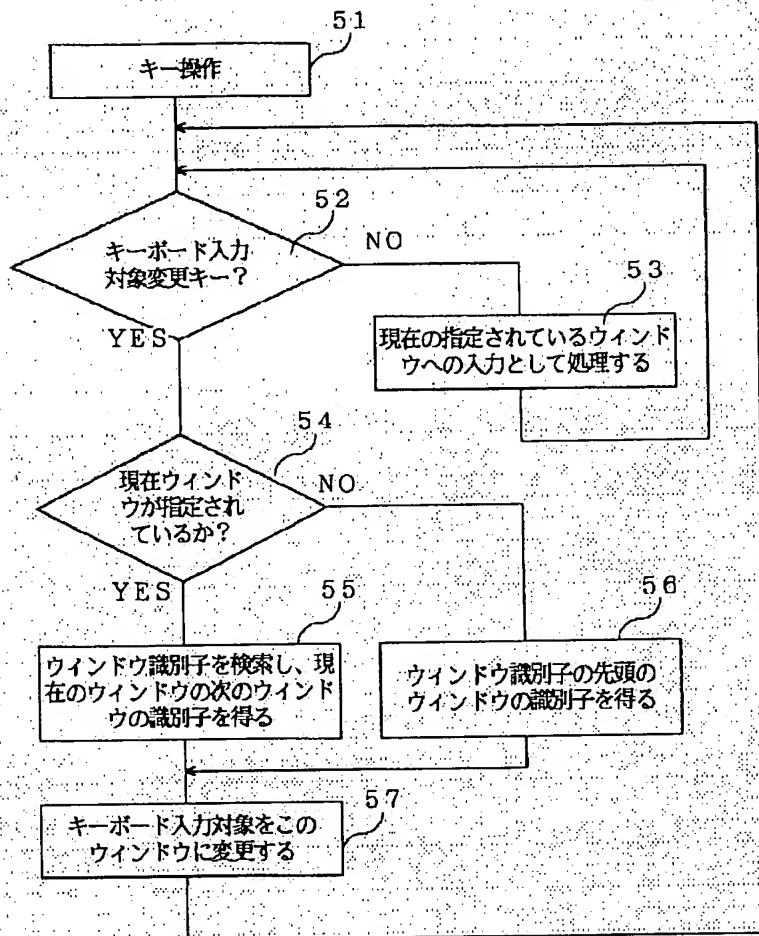 51
キー操作
52
キーボード入力
対象変更キー?
NO
YES
53
現在の指定されているウィンド
ウへの入力として処理する
54
現在ウィンド
ウが指定され
ているか?
NO
YES
55
ウィンドウ識別子を検索し、現
在のウィンドウの次のウィンド
ウの識別子を得る
56
ウィンドウ識別子の先頭の
ウィンドウの識別子を得る
57
キーボード入力対象をこの
ウィンドウに変更する